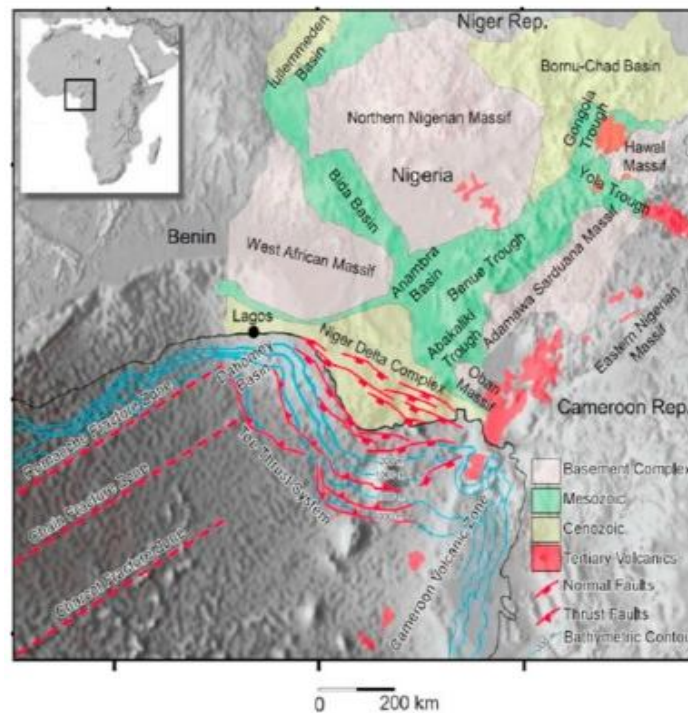 Niger Rep.
Iullemmeden
Basin
Bornu-Chad Basin
Northern Nigerian Massif
Gongola
Trough
Hawal
Massif
Nigeria
Yola Trough
Bida Basin
Benin
West African Massif
Anambra
Basin
Benue Trough
Adamawa Sarduana Massif
Lagos
Abakaliki
Trough
Eastern Nigerian
Massif
Niger Delta Complex
Dahomey
Basin
Oban
Massif
Cameroon Rep.
Romanche Fracture Zone
Toe Thrust System
Chain Fracture Zone
Charcot Fracture Zone
Cameroon Volcanic Zone
Basement Complex
Mesozoic
Cenozoic
Tertiary Volcanics
Normal Faults
Thrust Faults
Bathymetric Contou
0 200 km